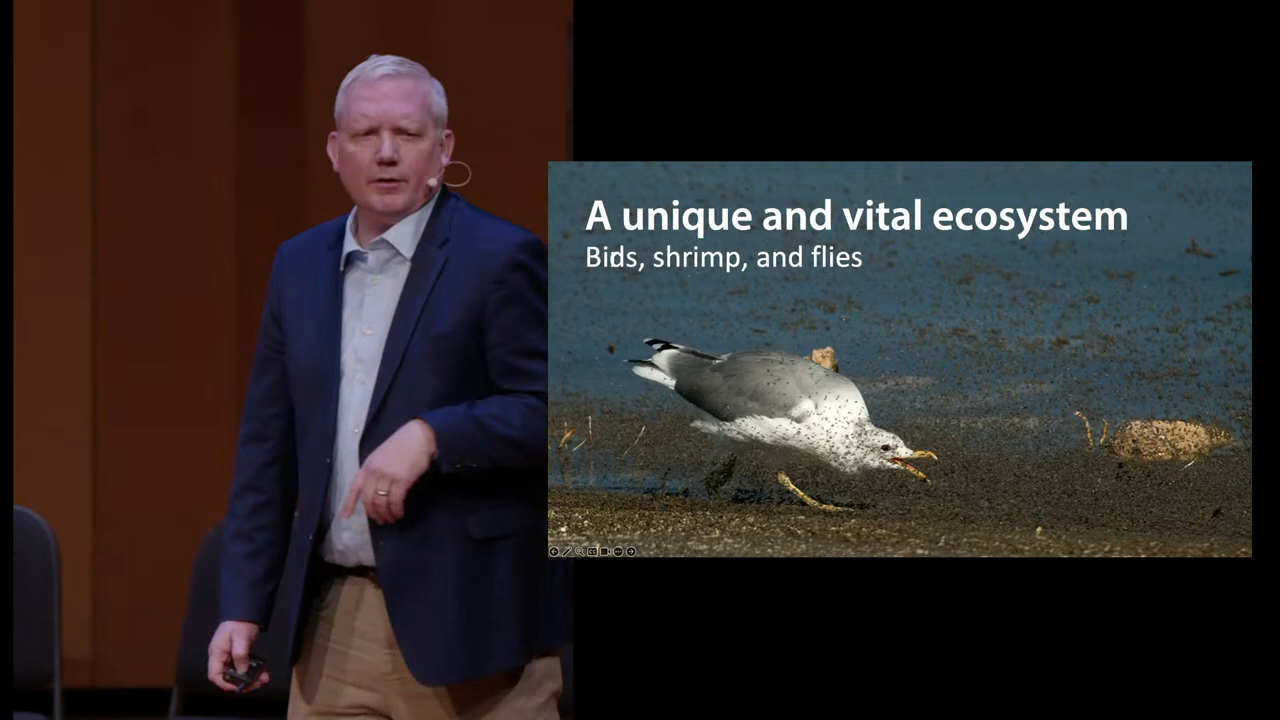 A unique and vital ecosystem
Bids, shrimp, and flies